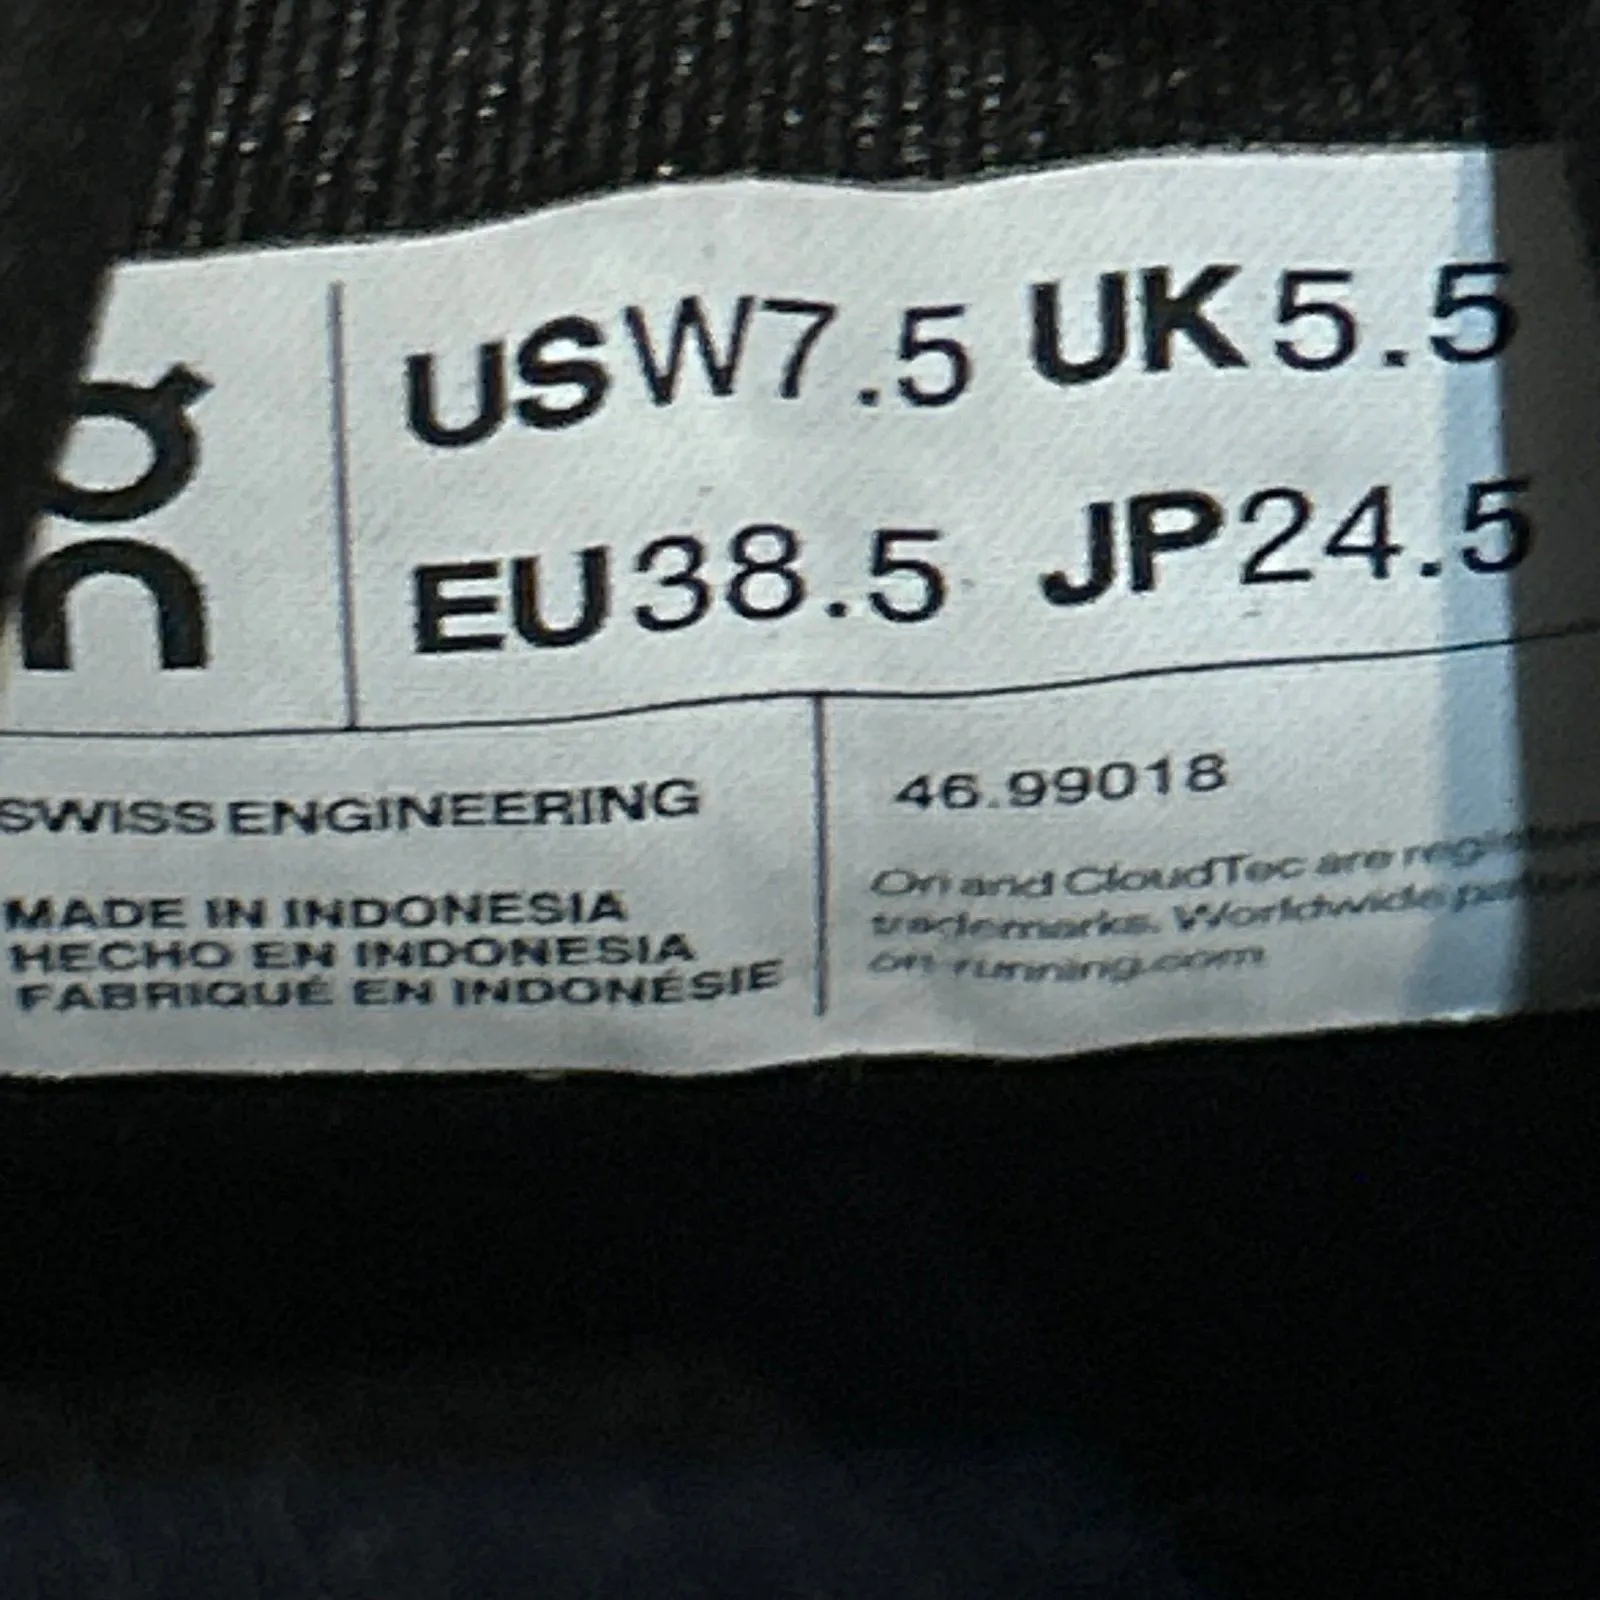 On
USW7.5 UK5.5
EU38.5 JP24.5
SWISS ENGINEERING
MADE IN INDONESIA
HECHO EN INDONESIA
FABRIQUÉ EN INDONÉSIE
46.99018
On and CloudTec are
trademarks. Worldwide
on-running.com